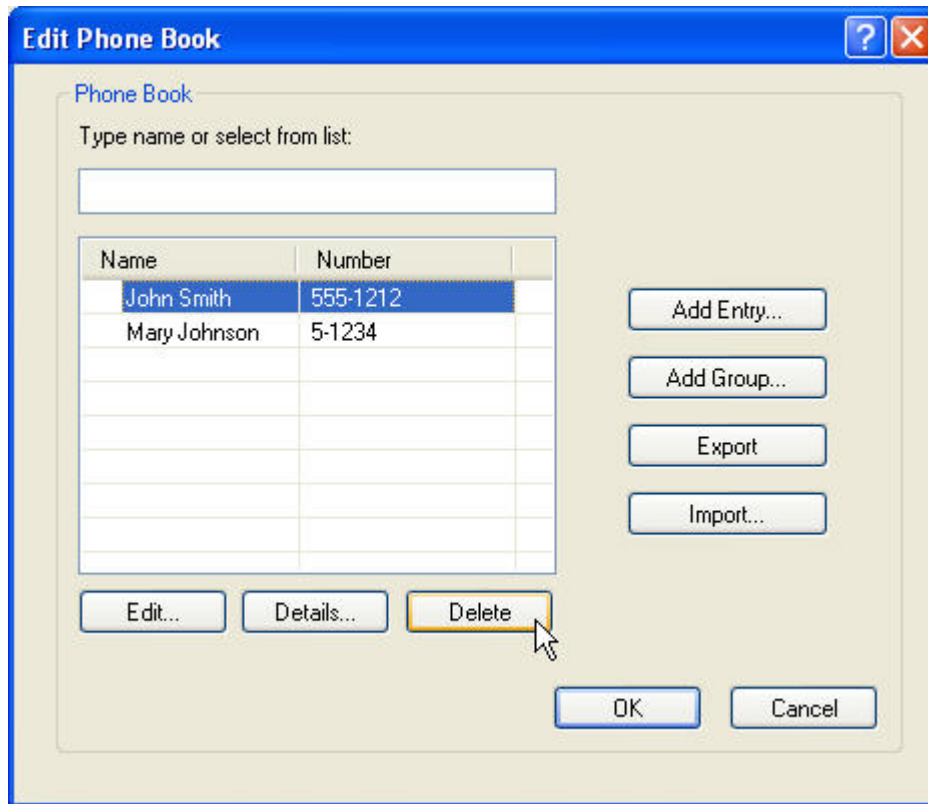 Edit Phone Book
?
Phone Book
Type name or select from list:
Name Number
John Smith 555-1212
Mary Johnson 5-1234
Add Entry...
Add Group...
Export
Import...
Edit... Details... Delete
OK Cancel